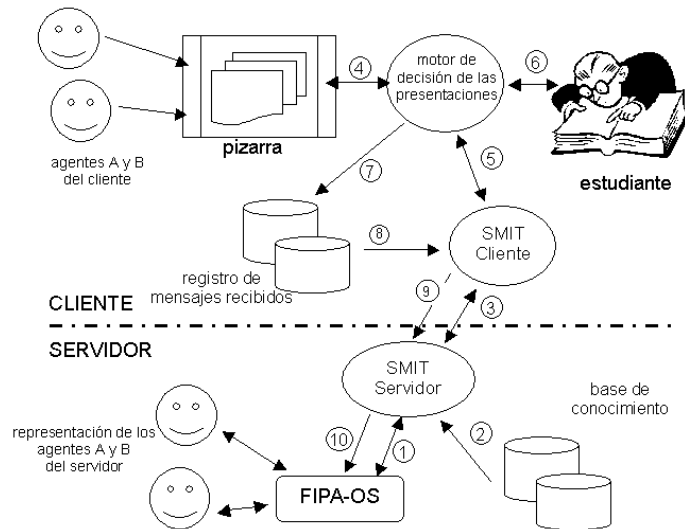 motor de
decisión de las
presentaciones
4
6
pizarra
agentes A y B
del cliente
estudiante
7
5
8
SMIT
Cliente
registro de
mensajes recibidos
9
3
CLIENTE
SERVIDOR
SMIT
Servidor
base de
conocimiento
representación de los
agentes A y B
del servidor
10
1
2
FIPA-OS